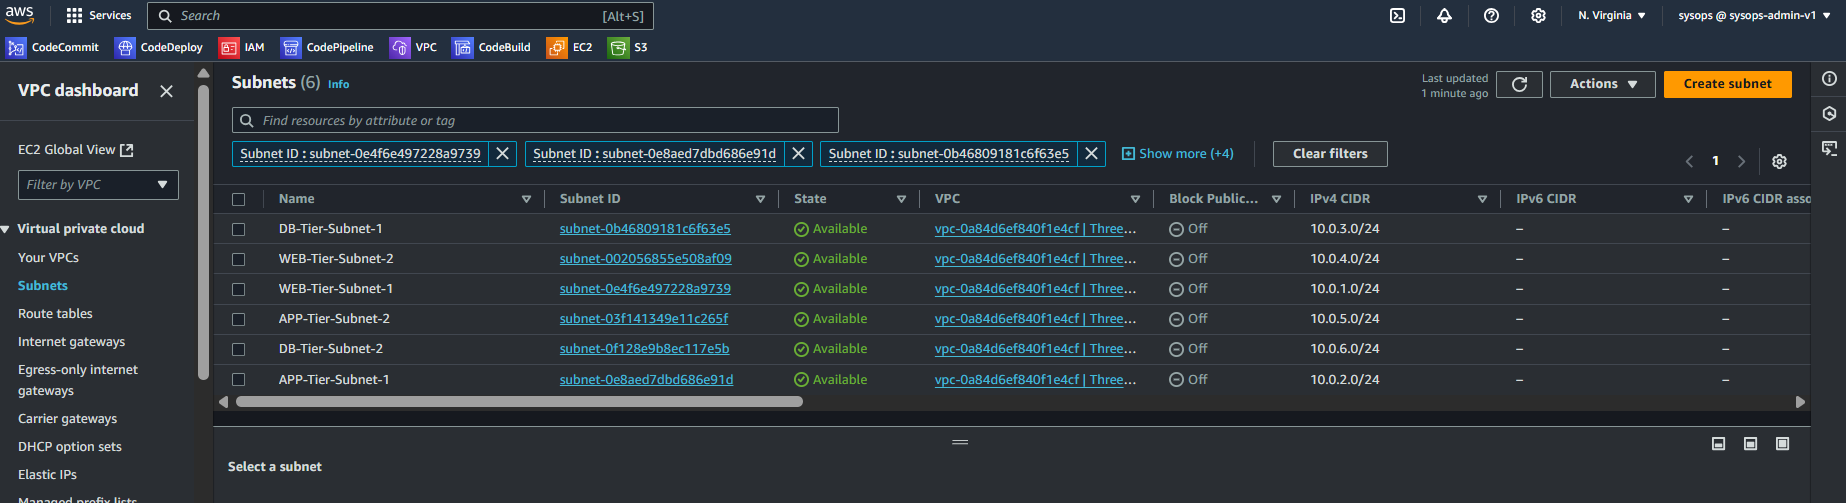 aws Services Search [Alt+S] N. Virginia sysops @ sysops-admin-v1
CodeCommit CodeDeploy IAM CodePipeline VPC CodeBuild EC2 S3
VPC dashboard
EC2 Global View
Filter by VPC
Virtual private cloud
Your VPCs
Subnets
Route tables
Internet gateways
Egress-only internet
gateways
Carrier gateways
DHCP option sets
Elastic IPs
Managed prefix lists
Subnets (6) Info
Last updated
1 minute ago
Actions Create subnet
Find resources by attribute or tag
Subnet ID : subnet-0e4f6e497228a9739 Subnet ID : subnet-0e8aed7dbd686e91d Subnet ID : subnet-0b46809181c6f63e5 Show more (+4) Clear filters 1
Name Subnet ID State VPC Block Public... IPv4 CIDR IPv6 CIDR IPv6 CIDR asso
DB-Tier-Subnet-1 subnet-0b46809181c6f63e5 Available vpc-0a84d6ef840f1e4cf | Three... Off 10.0.3.0/24 – –
WEB-Tier-Subnet-2 subnet-002056855e508af09 Available vpc-0a84d6ef840f1e4cf | Three... Off 10.0.4.0/24 – –
WEB-Tier-Subnet-1 subnet-0e4f6e497228a9739 Available vpc-0a84d6ef840f1e4cf | Three... Off 10.0.1.0/24 – –
APP-Tier-Subnet-2 subnet-03f141349e11c265f Available vpc-0a84d6ef840f1e4cf | Three... Off 10.0.5.0/24 – –
DB-Tier-Subnet-2 subnet-0f128e9b8ec117e5b Available vpc-0a84d6ef840f1e4cf | Three... Off 10.0.6.0/24 – –
APP-Tier-Subnet-1 subnet-0e8aed7dbd686e91d Available vpc-0a84d6ef840f1e4cf | Three... Off 10.0.2.0/24 – –
Select a subnet